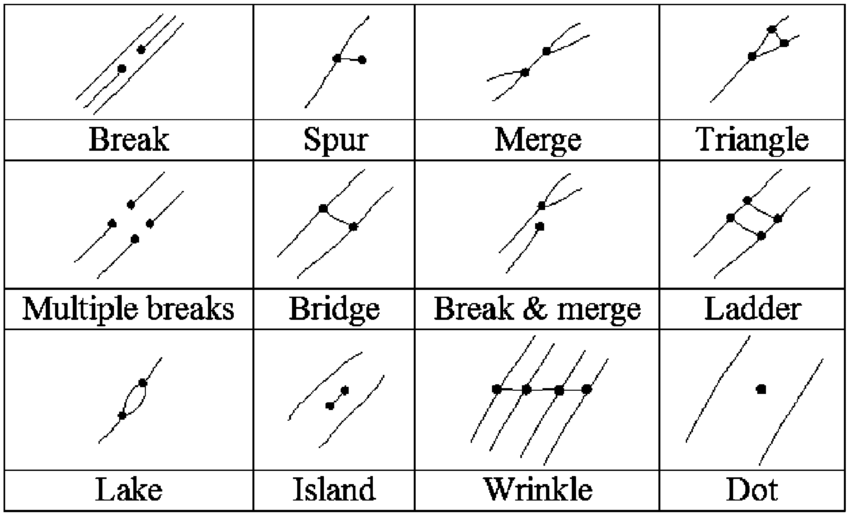 Break
Spur
Merge
Triangle
Multiple breaks
Bridge
Break & merge
Ladder
Lake
Island
Wrinkle
Dot